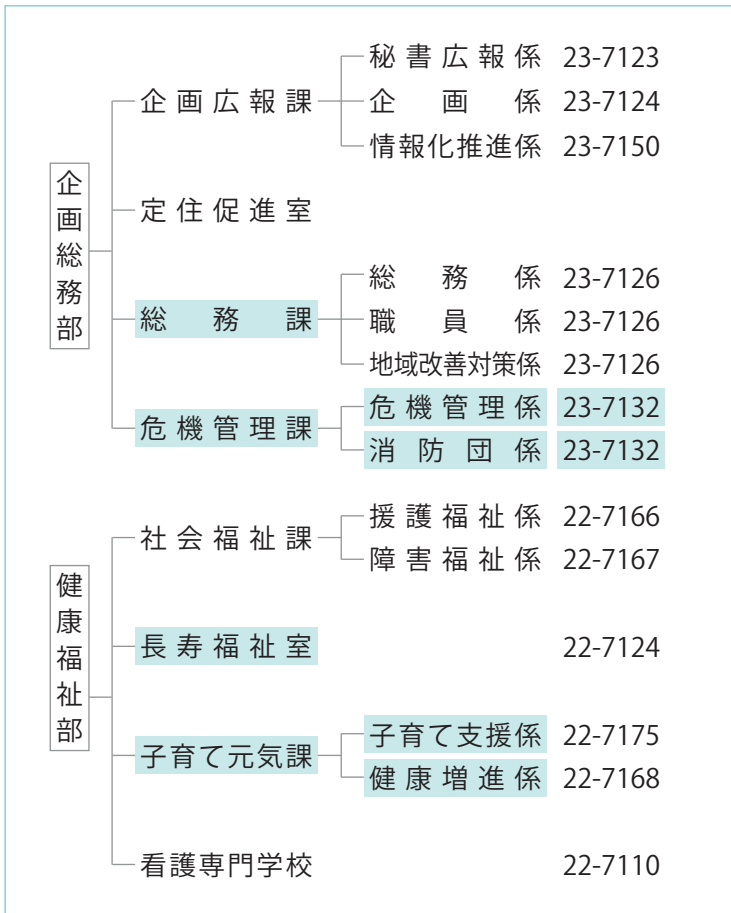 企画総務部
企画広報課
秘書広報係 23-7123
企画係 23-7124
情報化推進係 23-7150
定住促進室
総務課
総務係 23-7126
職員係 23-7126
地域改善対策係 23-7126
危機管理課
危機管理係 23-7132
消防団係 23-7132
健康福祉部
社会福祉課
援護福祉係 22-7166
障害福祉係 22-7167
長寿福祉室 22-7124
子育て元気課
子育て支援係 22-7175
健康増進係 22-7168
看護専門学校 22-7110